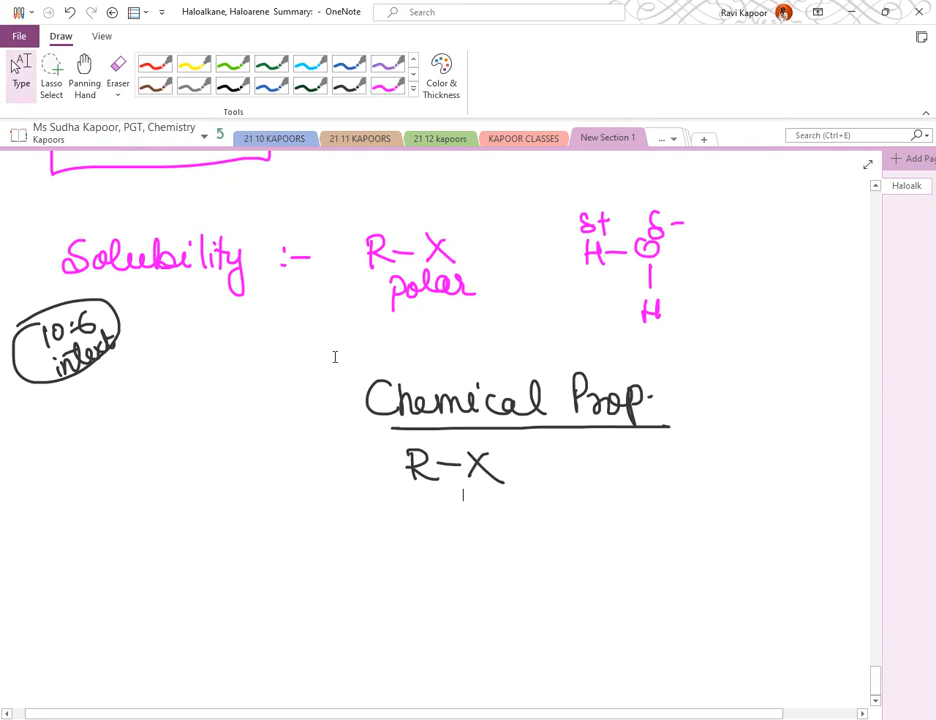 Haloalkane, Haloarene Summary: - OneNote
Search
Ravi Kapoor
File
Draw
View
Type
Lasso Select
Panning Hand
Eraser
Color & Thickness
Tools
Ms Sudha Kapoor, PGT, Chemistry
Kapoors
21 10 KAPOORS
21 11 KAPOORS
21 12 kapoors
KAPOOR CLASSES
New Section 1
...
Search (Ctrl+E)
Add Pag
Haloalk
δ+ δ-
Solubility :- R-X H-O
polar
H
10.6
intext
Chemical Prop.
R-X